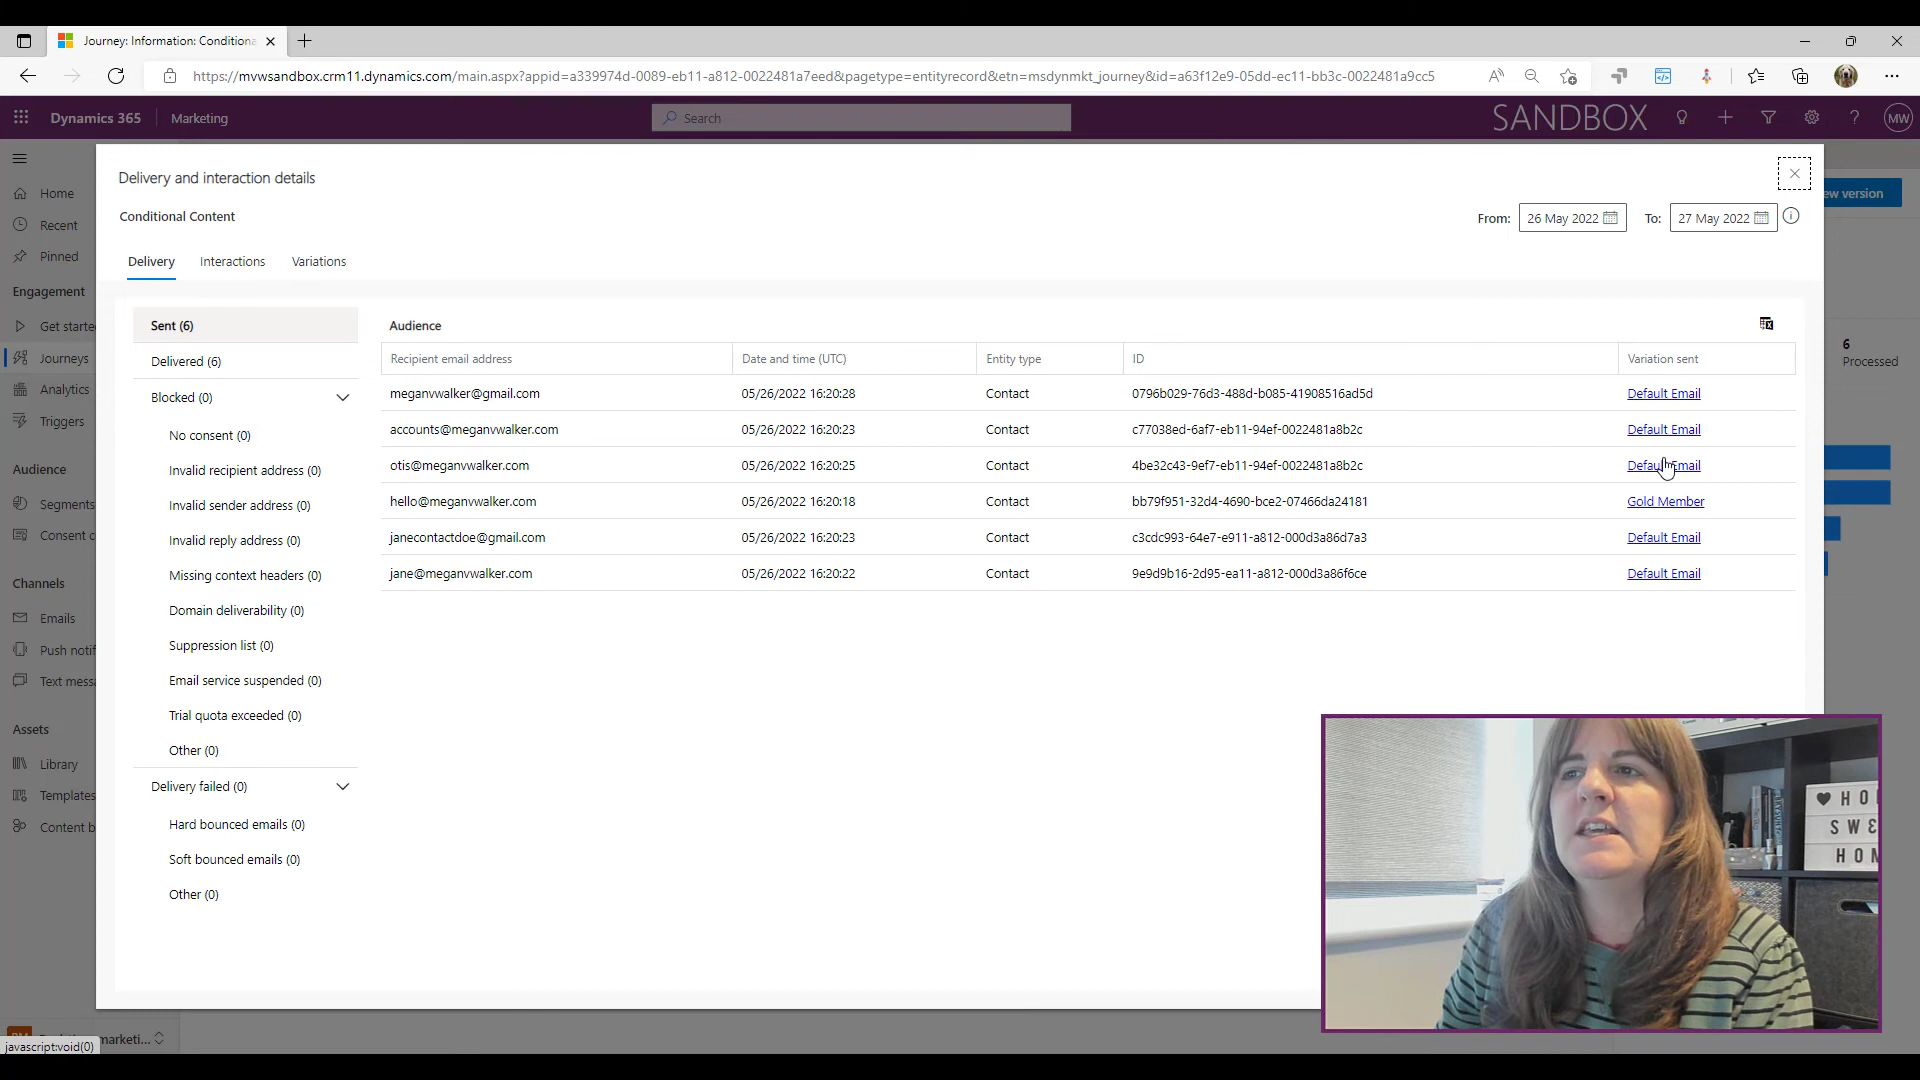 Journey: Information: Conditiona
https://mvwsandbox.crm11.dynamics.com/main.aspx?appid=a339974d-0089-eb11-a812-0022481a7eed&pagetype=entityrecord&etn=msdynmkt_journey&id=a63f12e9-05dd-ec11-bb3c-0022481a9cc5
Dynamics 365
Marketing
Search
SANDBOX
MW
Home
Recent
Pinned
Engagement
Get starte
Journeys
Analytics
Triggers
Audience
Segments
Consent c
Channels
Emails
Push notif
Text messa
Assets
Library
Templates
Content b
marketi...
javascript:void(0)
Delivery and interaction details
Conditional Content
From: 26 May 2022 To: 27 May 2022
ew version
6
Processed
Delivery Interactions Variations
Sent (6)
Delivered (6)
Blocked (0)
No consent (0)
Invalid recipient address (0)
Invalid sender address (0)
Invalid reply address (0)
Missing context headers (0)
Domain deliverability (0)
Suppression list (0)
Email service suspended (0)
Trial quota exceeded (0)
Other (0)
Delivery failed (0)
Hard bounced emails (0)
Soft bounced emails (0)
Other (0)
Audience
Recipient email address Date and time (UTC) Entity type ID Variation sent
meganvwalker@gmail.com 05/26/2022 16:20:28 Contact 0796b029-76d3-488d-b085-41908516ad5d Default Email
accounts@meganvwalker.com 05/26/2022 16:20:23 Contact c77038ed-6af7-eb11-94ef-0022481a8b2c Default Email
otis@meganvwalker.com 05/26/2022 16:20:25 Contact 4be32c43-9ef7-eb11-94ef-0022481a8b2c Default Email
hello@meganvwalker.com 05/26/2022 16:20:18 Contact bb79f951-32d4-4690-bce2-07466da24181 Gold Member
janecontactdoe@gmail.com 05/26/2022 16:20:23 Contact c3cdc993-64e7-e911-a812-000d3a86d7a3 Default Email
jane@meganvwalker.com 05/26/2022 16:20:22 Contact 9e9d9b16-2d95-ea11-a812-000d3a86f6ce Default Email
HO
SWE
HOM